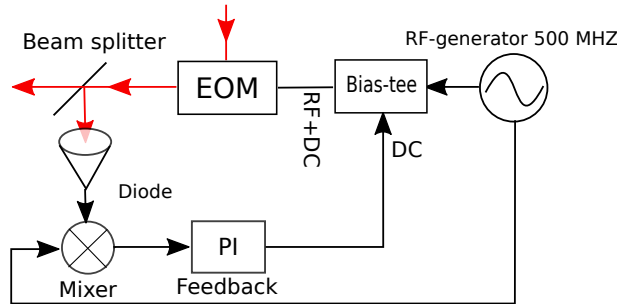 Beam splitter
RF-generator 500 MHZ
EOM
Bias-tee
RF+DC
DC
Diode
PI
Mixer
Feedback